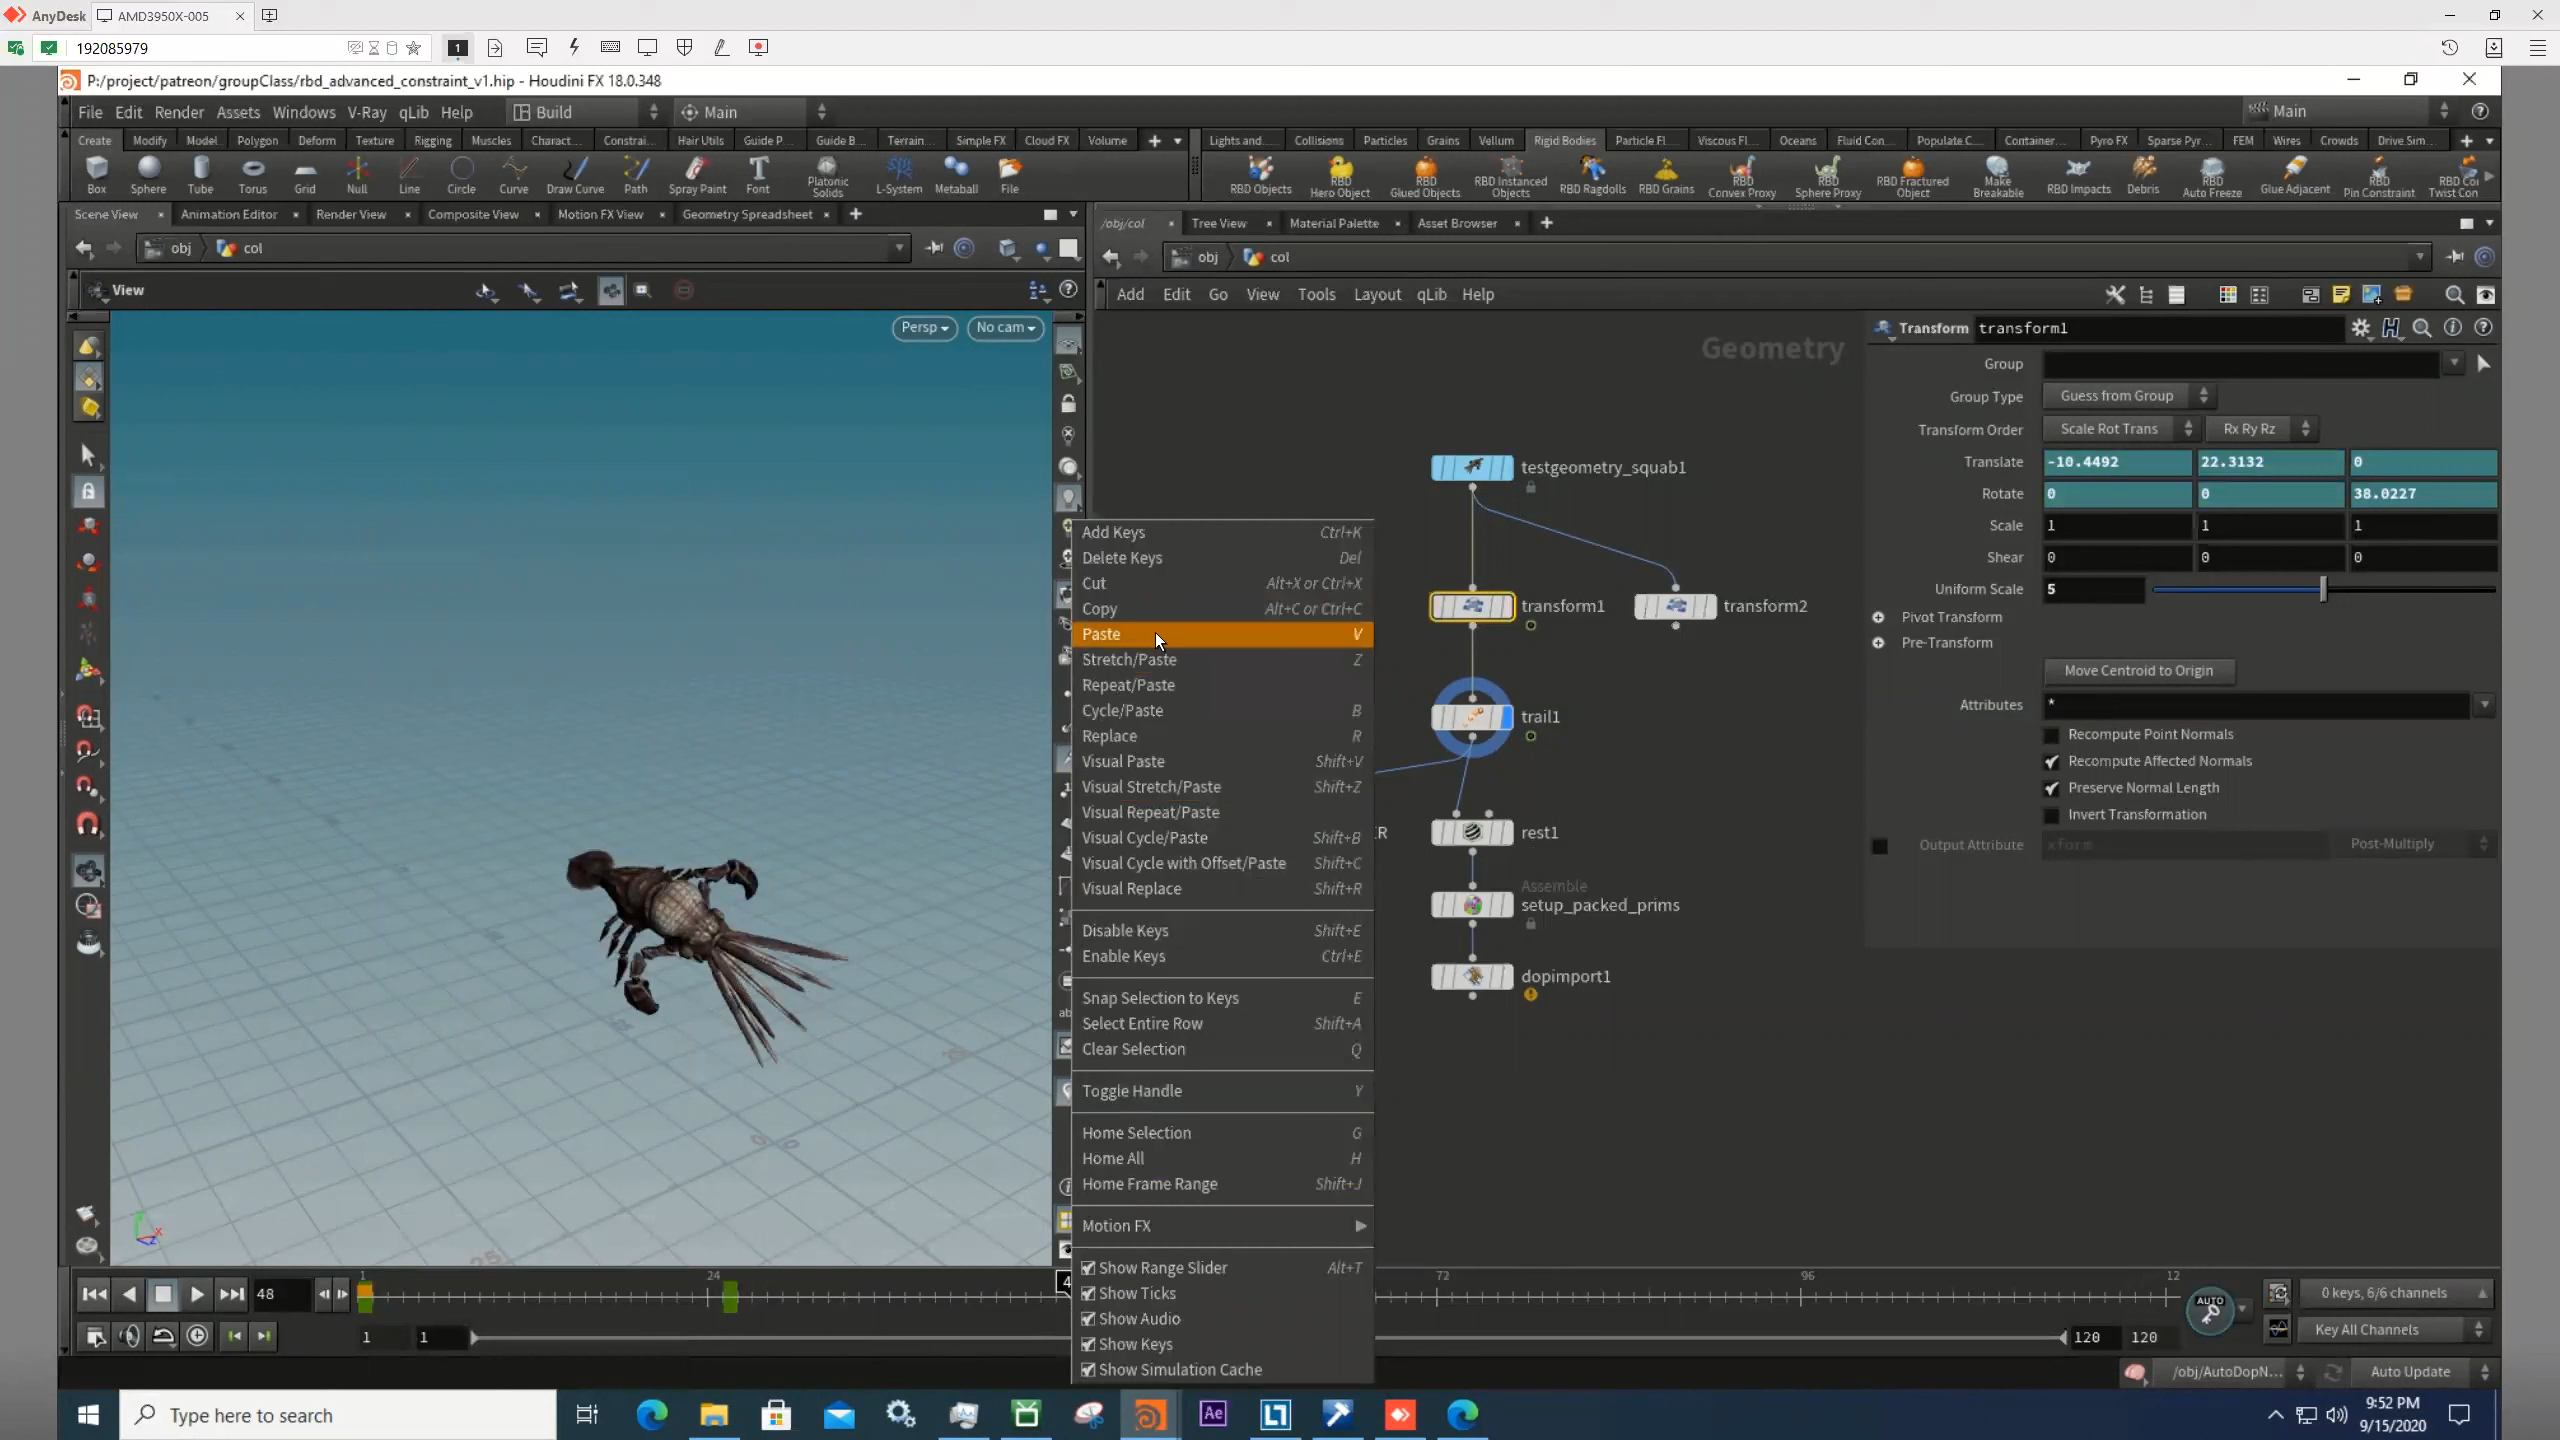 AnyDesk
AMD3950X-005
192085979
1
P:/project/patreon/groupClass/rbd_advanced_constraint_v1.hip - Houdini FX 18.0.348
File Edit Render Assets Windows V-Ray qLib Help
Build
Main
Main
Create Modify Model Polygon Deform Texture Rigging Muscles Charact... Constrai... Hair Utils Guide P... Guide B... Terrain... Simple FX Cloud FX Volume
Lights and... Collisions Particles Grains Vellum Rigid Bodies Particle Fl... Viscous Fl... Oceans Fluid Con... Populate C... Container... Pyro FX Sparse Pyr... FEM Wires Crowds Drive Sim...
Box Sphere Tube Torus Grid Null Line Circle Curve Draw Curve Path Spray Paint Font Platonic Solids L-System Metaball File
RBD Objects RBD Hero Object RBD Glued Objects RBD Instanced Objects RBD Ragdolls RBD Grains RBD Convex Proxy RBD Sphere Proxy RBD Fractured Object Make Breakable RBD Impacts Debris RBD Auto Freeze Glue Adjacent RBD Pin Constraint RBD Co Twist Con
Scene View Animation Editor Render View Composite View Motion FX View Geometry Spreadsheet
/obj/col Tree View Material Palette Asset Browser
obj col
obj col
View
Add Edit Go View Tools Layout qLib Help
Persp
No cam
Geometry
Transform transform1
Group
Group Type Guess from Group
Transform Order Scale Rot Trans Rx Ry Rz
Translate -10.4492 22.3132 0
Rotate 0 0 38.0227
Scale 1 1 1
Shear 0 0 0
Uniform Scale 5
Pivot Transform
Pre-Transform
Move Centroid to Origin
Attributes *
Recompute Point Normals
Recompute Affected Normals
Preserve Normal Length
Invert Transformation
Output Attribute xform Post-Multiply
testgeometry_squab1
transform1
transform2
trail1
R
rest1
Assemble
setup_packed_prims
dopimport1
Add Keys Ctrl+K
Delete Keys Del
Cut Alt+X or Ctrl+X
Copy Alt+C or Ctrl+C
Paste V
Stretch/Paste Z
Repeat/Paste
Cycle/Paste B
Replace R
Visual Paste Shift+V
Visual Stretch/Paste Shift+Z
Visual Repeat/Paste
Visual Cycle/Paste Shift+B
Visual Cycle with Offset/Paste Shift+C
Visual Replace Shift+R
Disable Keys Shift+E
Enable Keys Ctrl+E
Snap Selection to Keys E
Select Entire Row Shift+A
Clear Selection Q
Toggle Handle Y
Home Selection G
Home All H
Home Frame Range Shift+J
Motion FX
Show Range Slider Alt+T
Show Ticks
Show Audio
Show Keys
Show Simulation Cache
48
1 24 4 72 96 12
AUTO
0 keys, 6/6 channels
1 1 120 120
Key All Channels
/obj/AutoDopN...
Auto Update
Type here to search
Ae
9:52 PM
9/15/2020